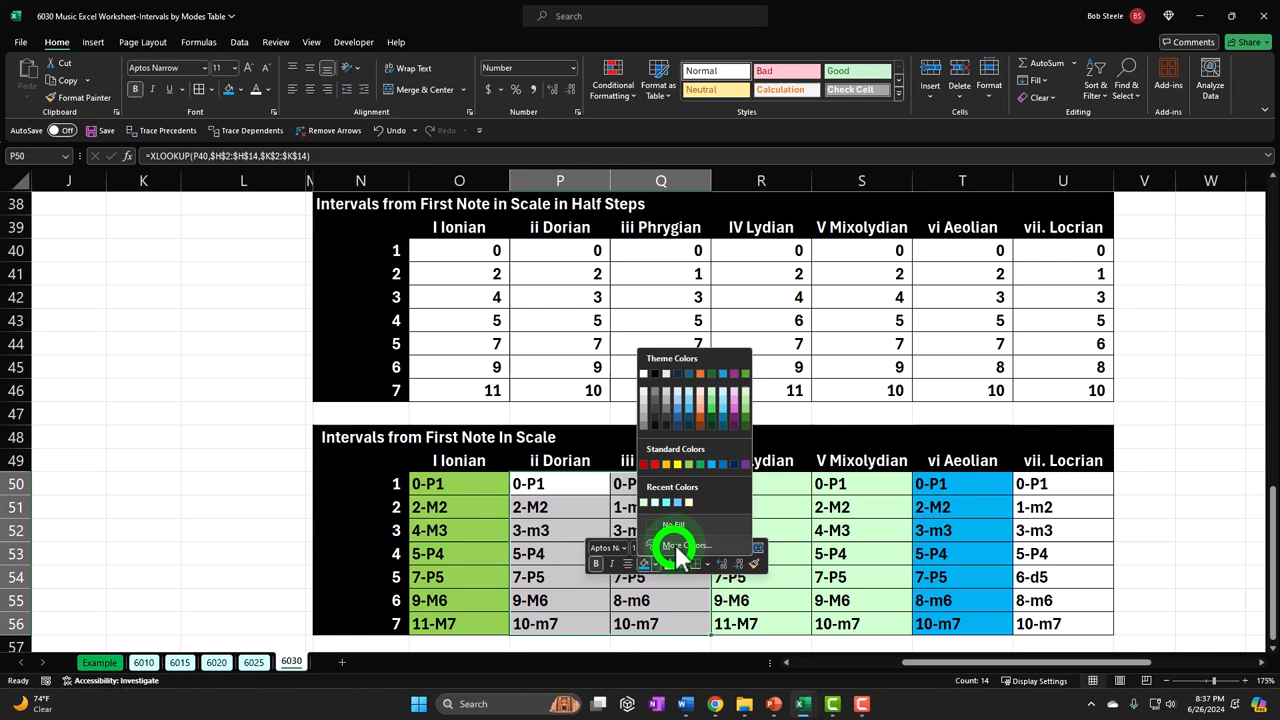 6030 Music Excel Worksheet-Intervals by Modes Table
Search
Bob Steele BS
File Home Insert Page Layout Formulas Data Review View Developer Help
Comments Share
Cut Copy Format Painter Paste
Aptos Narrow 11
Wrap Text
Merge & Center
Number
Conditional Formatting Format as Table
Normal Bad Good
Neutral Calculation Check Cell
Insert Delete Format
AutoSum Fill Clear
Sort & Filter Find & Select
Add-ins Analyze Data
Clipboard Font Alignment Number Styles Cells Editing Add-ins
AutoSave Off Save Trace Precedents Trace Dependents Remove Arrows Undo Redo
P50 fx =XLOOKUP(P40,$H$2:$H$14,$K$2:$K$14)
J K L N O P Q R S T U V W
38 Intervals from First Note in Scale in Half Steps
39 I Ionian ii Dorian iii Phrygian IV Lydian V Mixolydian vi Aeolian vii. Locrian
40 1 0 0 0 0 0 0 0
41 2 2 2 1 2 2 2 1
42 3 4 3 3 4 4 3 3
43 4 5 5 5 6 5 5 5
44 5 7 7 7 7 7 7 6
45 6 9 9 9 9 8 8
46 7 11 10 11 10 10 10
47
48 Intervals from First Note In Scale
49 I Ionian ii Dorian iii ydian V Mixolydian vi Aeolian vii. Locrian
50 1 0-P1 0-P1 0-P 0-P1 0-P1 0-P1
51 2 2-M2 2-M2 1-m 2-M2 2-M2 1-m2
52 3 4-M3 3-m3 3-m 4-M3 3-m3 3-m3
53 4 5-P4 5-P4 5-P4 5-P4 5-P4
54 5 7-P5 7-P5 7-P5 7-P5 7-P5 7-P5 6-d5
55 6 9-M6 9-M6 8-m6 9-M6 9-M6 8-m6 8-m6
56 7 11-M7 10-m7 10-m7 11-M7 10-m7 10-m7 10-m7
57
Theme Colors
Standard Colors
Recent Colors
No Fill
More Colors...
Example 6010 6015 6020 6025 6030
Ready Accessibility: Investigate Count: 14 Display Settings 175%
74°F
Clear
Search
8:37 PM
6/26/2024